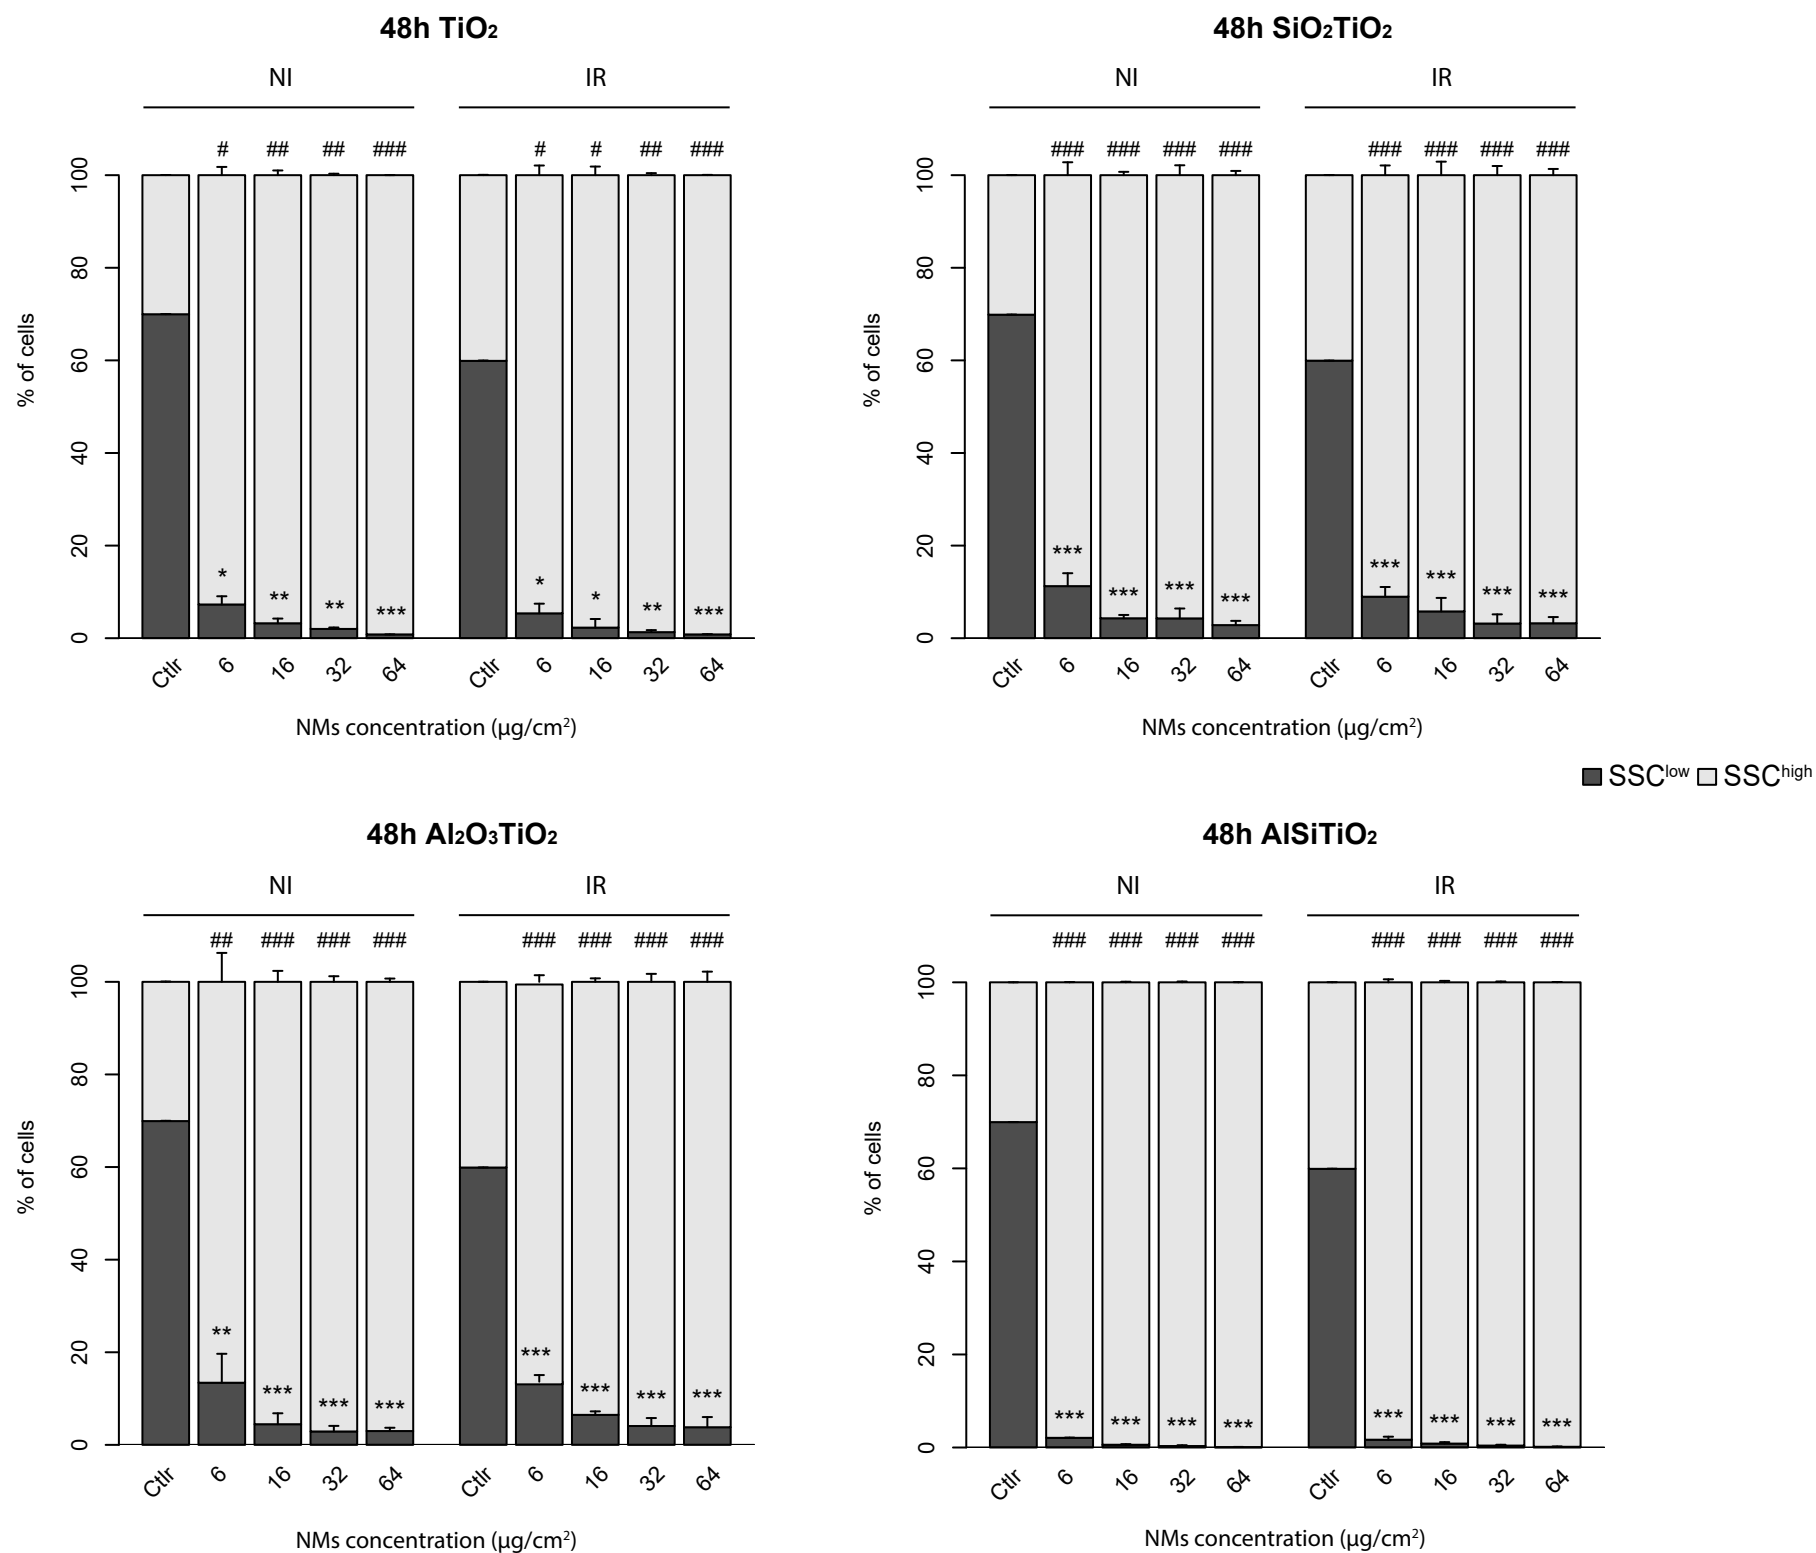 48h TiO2
NI IR
# ## ## ### # # ## ###
100
80
60
40
20
0
% of cells
* ** ** *** * * ** ***
Ctlr 6 16 32 64 Ctlr 6 16 32 64
NMs concentration (µg/cm2)
48h SiO2TiO2
NI IR
### ### ### ### ### ### ### ###
100
80
60
40
20
0
% of cells
*** *** *** *** *** *** *** ***
Ctlr 6 16 32 64 Ctlr 6 16 32 64
NMs concentration (µg/cm2)
SSClow SSChigh
48h Al2O3TiO2
NI IR
## ### ### ### ### ### ### ###
100
80
60
40
20
0
% of cells
** *** *** *** *** *** *** ***
Ctlr 6 16 32 64 Ctlr 6 16 32 64
NMs concentration (µg/cm2)
48h AlSiTiO2
NI IR
### ### ### ### ### ### ### ###
100
80
60
40
20
0
% of cells
*** *** *** *** *** *** *** ***
Ctlr 6 16 32 64 Ctlr 6 16 32 64
NMs concentration (µg/cm2)